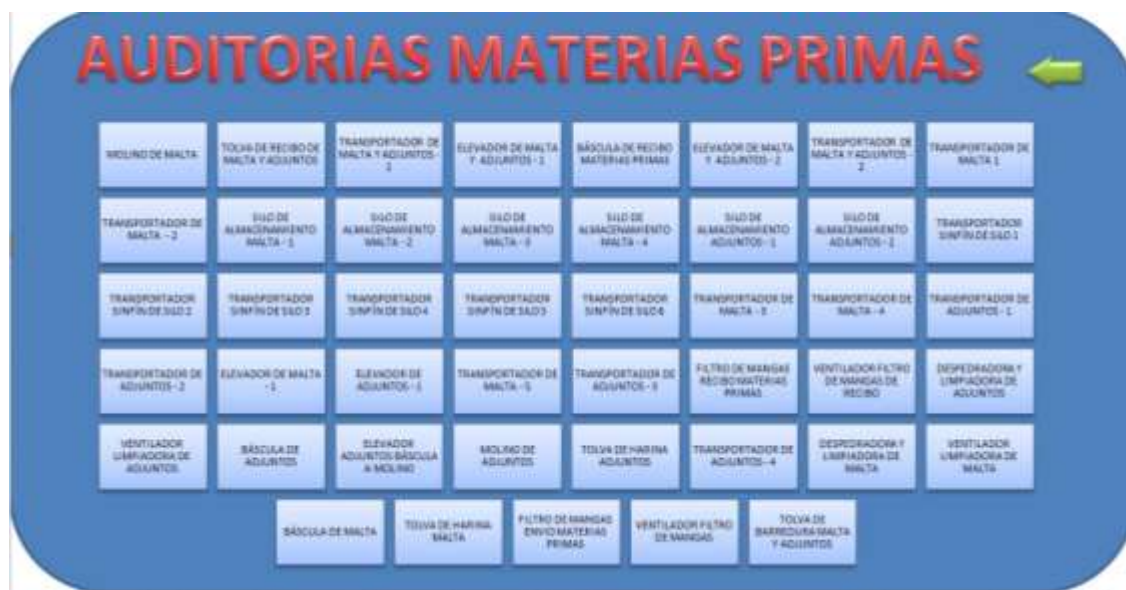 AUDITORIAS MATERIAS PRIMAS
MOLINO DE MALTA
TOLVA DE RECIBO DE
MALTA Y ADJUNTOS
TRANSPORTADOR DE
MALTA Y ADJUNTOS -
1
ELEVADOR DE MALTA
Y ADJUNTOS - 1
BÁSCULA DE RECIBO
MATERIAS PRIMAS
ELEVADOR DE MALTA
Y ADJUNTOS - 2
TRANSPORTADOR DE
MALTA Y ADJUNTOS -
2
TRANSPORTADOR DE
MALTA 1
TRANSPORTADOR DE
MALTA - 2
SILO DE
ALMACENAMIENTO
MALTA - 1
SILO DE
ALMACENAMIENTO
MALTA - 2
SILO DE
ALMACENAMIENTO
MALTA - 3
SILO DE
ALMACENAMIENTO
MALTA - 4
SILO DE
ALMACENAMIENTO
ADJUNTOS - 1
SILO DE
ALMACENAMIENTO
ADJUNTOS - 2
TRANSPORTADOR
SINFÍN DE SILO 1
TRANSPORTADOR
SINFÍN DE SILO 2
TRANSPORTADOR
SINFÍN DE SILO 3
TRANSPORTADOR
SINFÍN DE SILO 4
TRANSPORTADOR
SINFÍN DE SILO 5
TRANSPORTADOR
SINFÍN DE SILO 6
TRANSPORTADOR DE
MALTA - 3
TRANSPORTADOR DE
MALTA - 4
TRANSPORTADOR DE
ADJUNTOS - 1
TRANSPORTADOR DE
ADJUNTOS - 2
ELEVADOR DE MALTA
- 1
ELEVADOR DE
ADJUNTOS - 1
TRANSPORTADOR DE
MALTA - 5
TRANSPORTADOR DE
ADJUNTOS - 3
FILTRO DE MANGAS
RECIBO MATERIAS
PRIMAS
VENTILADOR FILTRO
DE MANGAS DE
RECIBO
DESPEDRADORA Y
LIMPIADORA DE
ADJUNTOS
VENTILADOR
LIMPIADORA DE
ADJUNTOS
BÁSCULA DE
ADJUNTOS
ELEVADOR
ADJUNTOS BÁSCULA
A MOLINO
MOLINO DE
ADJUNTOS
TOLVA DE HARINA
ADJUNTOS
TRANSPORTADOR DE
ADJUNTOS - 4
DESPEDRADORA Y
LIMPIADORA DE
MALTA
VENTILADOR
LIMPIADORA DE
MALTA
BÁSCULA DE MALTA
TOLVA DE HARINA
MALTA
FILTRO DE MANGAS
ENVIO MATERIAS
PRIMAS
VENTILADOR FILTRO
DE MANGAS
TOLVA DE
BARREDURA MALTA
Y ADJUNTOS